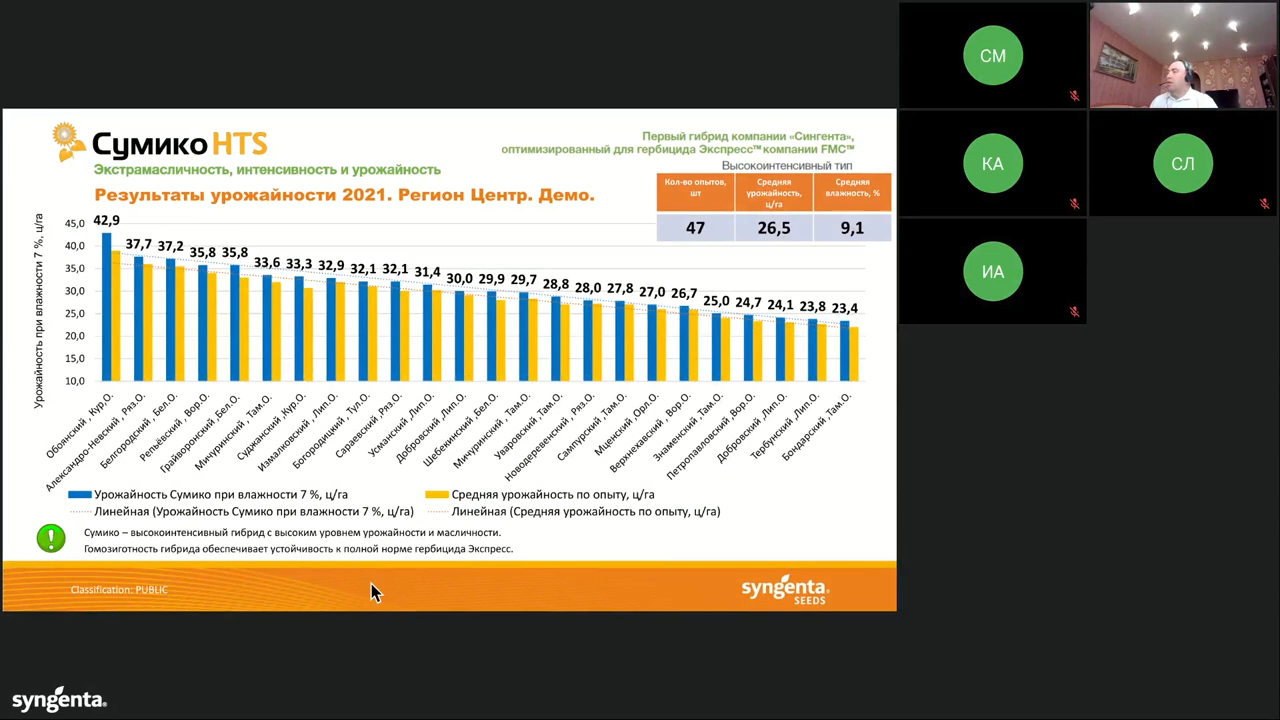 Сумико HTS
Экстрамасличность, интенсивность и урожайность
Первый гибрид компании «Сингента»,
оптимизированный для гербицида Экспресс™ компании FMC™
Высокоинтенсивный тип
Результаты урожайности 2021. Регион Центр. Демо.
Кол-во опытов, шт
Средняя урожайность, ц/га
Средняя влажность, %
47 26,5 9,1
Урожайность при влажности 7 %, ц/га
45,0
40,0
35,0
30,0
25,0
20,0
15,0
10,0
42,9 37,7 37,2 35,8 35,8 33,6 33,3 32,9 32,1 32,1 31,4 30,0 29,9 29,7 28,8 28,0 27,8 27,0 26,7 25,0 24,7 24,1 23,8 23,4
Обоянский, Кур,О.
Александро-Невский , Ряз.О.
Белгородский , Бел.О.
Репьёвский, Вор.О.
Грайворонский, Бел.О.
Мичуринский , Там.О.
Суджанский, Кур.О.
Измалковский , Лип.О.
Богородицкий , Тул.О.
Сараевский ,Ряз.О.
Усманский , Лип.О.
Добровский , Лип.О.
Шебекинский , Бел.О.
Мичуринский , Там.О.
Уваровский , Там.О.
Новодеревенский , Ряз.О.
Сампурский , Там.О.
Мценский , Орл.О.
Верхнехавский , Вор.О.
Знаменский , Там.О.
Петропавловский , Вор.О.
Добровский , Лип.О.
Тербунский , Лип.О.
Бондарский , Там.О.
Урожайность Сумико при влажности 7 %, ц/га
Средняя урожайность по опыту, ц/га
Линейная (Урожайность Сумико при влажности 7 %, ц/га)
Линейная (Средняя урожайность по опыту, ц/га)
!
Сумико – высокоинтенсивный гибрид с высоким уровнем урожайности и масличности.
Гомозиготность гибрида обеспечивает устойчивость к полной норме гербицида Экспресс.
Classification: PUBLIC
syngenta.
SEEDS
СМ
КА
СЛ
ИА
syngenta.